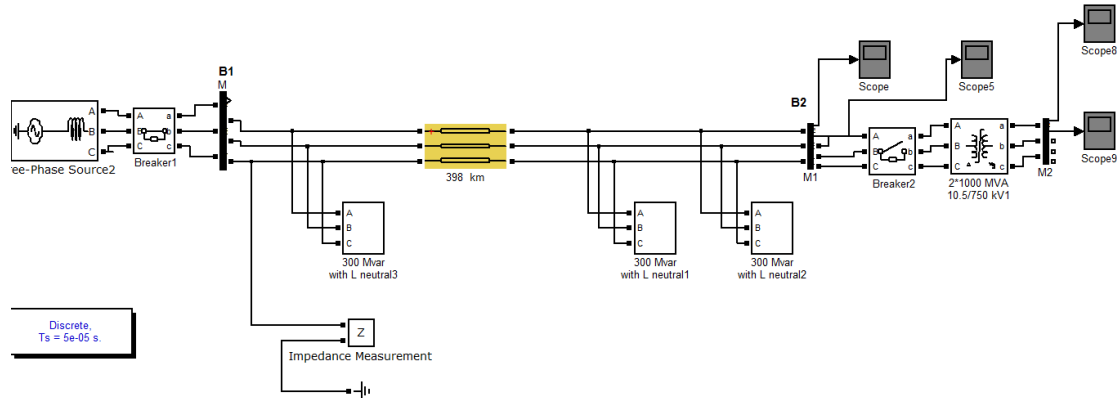 Scope8
B1
M
B2
Scope
Scope5
A
B
C
A
B
C
a
b
c
A
B
C
a
b
c
A
B
C
a
b
c
Scope9
ree-Phase Source2
Breaker1
398 km
M1
Breaker2
2*1000 MVA
10.5/750 kV1
M2
A
B
C
A
B
C
A
B
C
300 Mvar
with L neutral3
300 Mvar
with L neutral1
300 Mvar
with L neutral2
Discrete,
Ts = 5e-05 s.
Z
Impedance Measurement